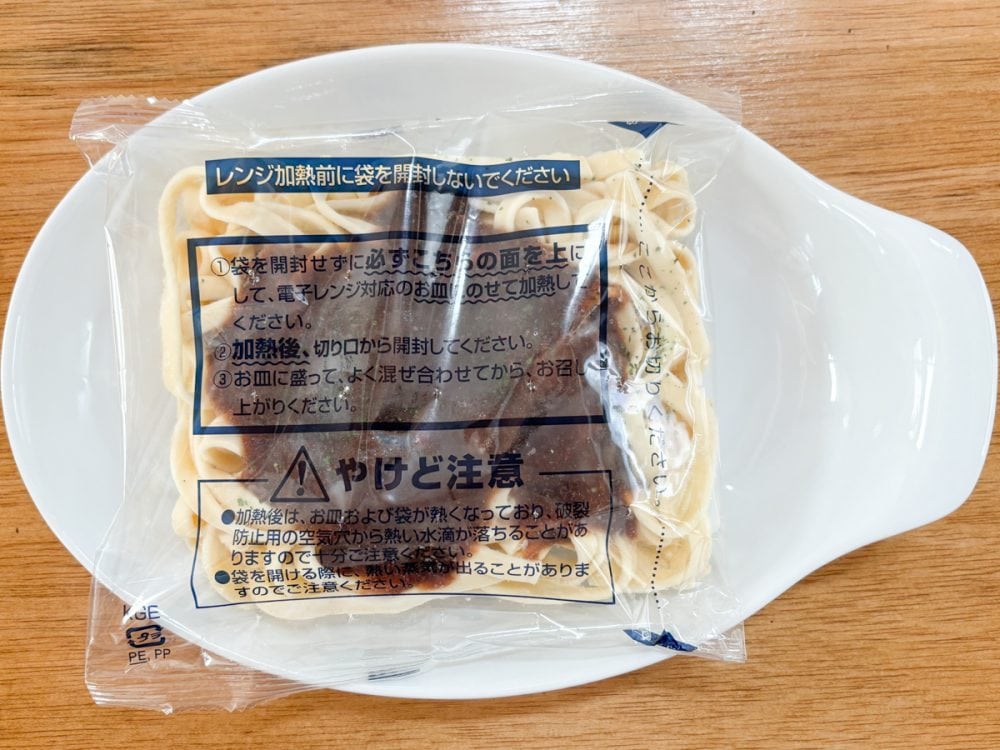 レンジ加熱前に袋を開封しないでください
①袋を開封せずに必ずこちらの面を上に
して、電子レンジ対応のお皿にのせて加熱して
ください。
②加熱後、切り口から開封してください。
③お皿に盛って、よく混ぜ合わせてから、お召し
上がりください。
やけど注意
●加熱後は、お皿および袋が熱くなっており、破裂
防止用の空気穴から熱い水滴が落ちることがあ
りますので十分ご注意ください。
●袋を開ける際に、熱い蒸気が出ることがありま
すのでご注意ください。
ここからお切りください。
KGE
プラ
PE, PP